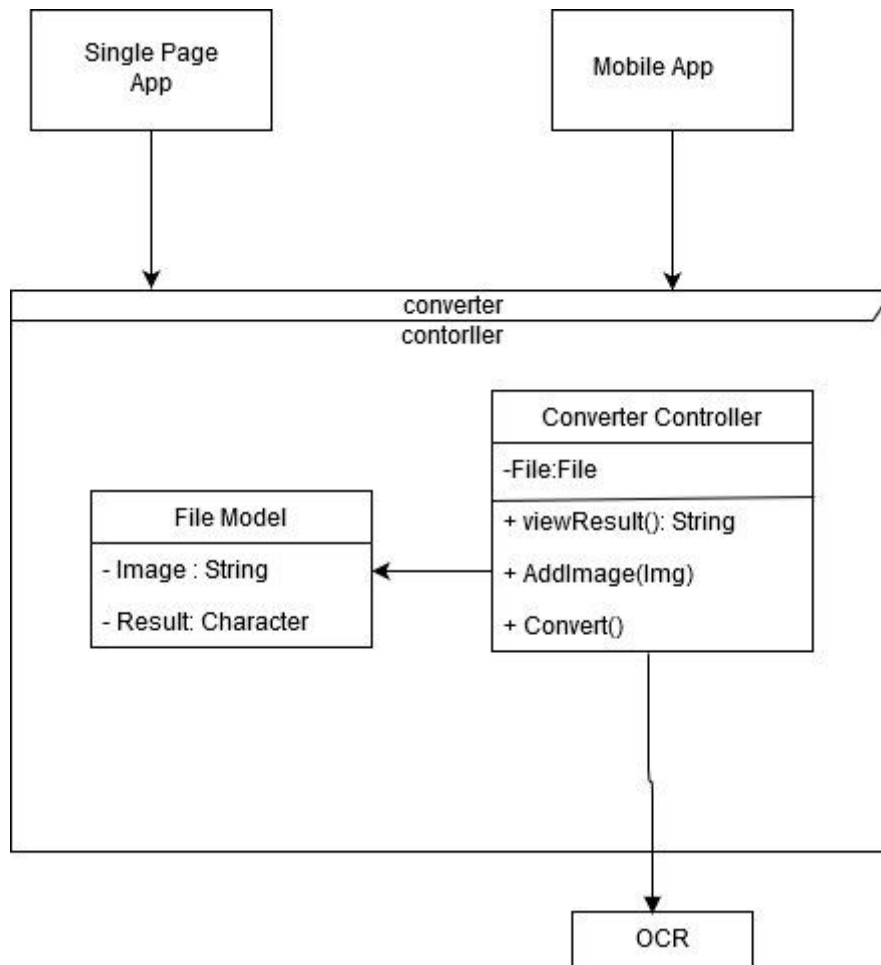 Single Page
App
Mobile App
converter
contorller
Converter Controller
-File:File
+ viewResult(): String
+ AddImage(Img)
+ Convert()
File Model
- Image : String
- Result: Character
OCR